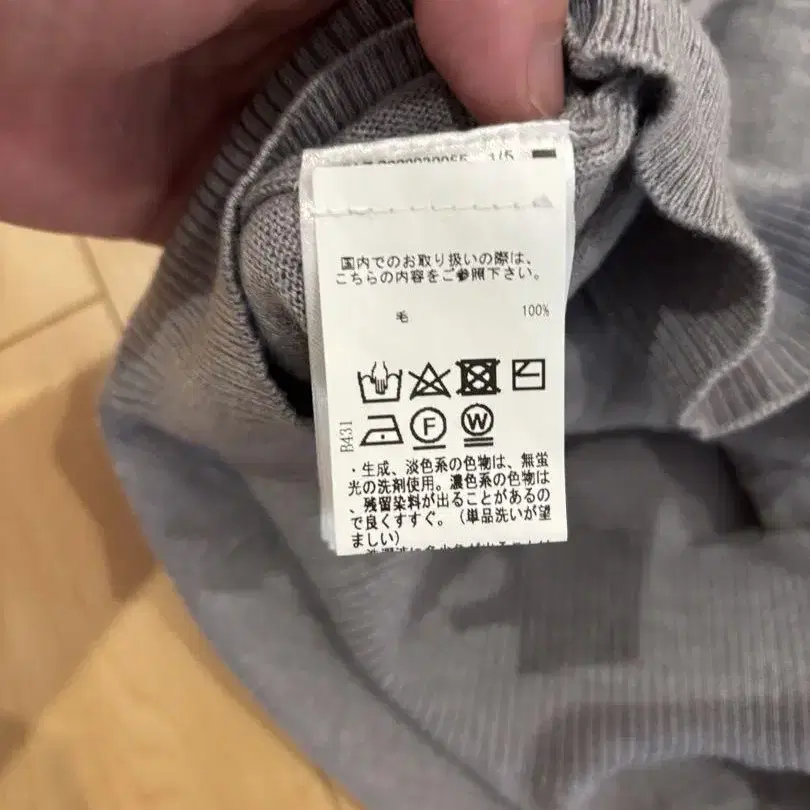 1/5
国内でのお取り扱いの際は、
こちらの内容をご参照下さい。
毛 100%
F W
B431
・生成、淡色系の色物は、無蛍
光の洗剤使用。濃色系の色物は
、残留染料が出ることがあるの
で良くすすぐ。（単品洗いが望
ましい）